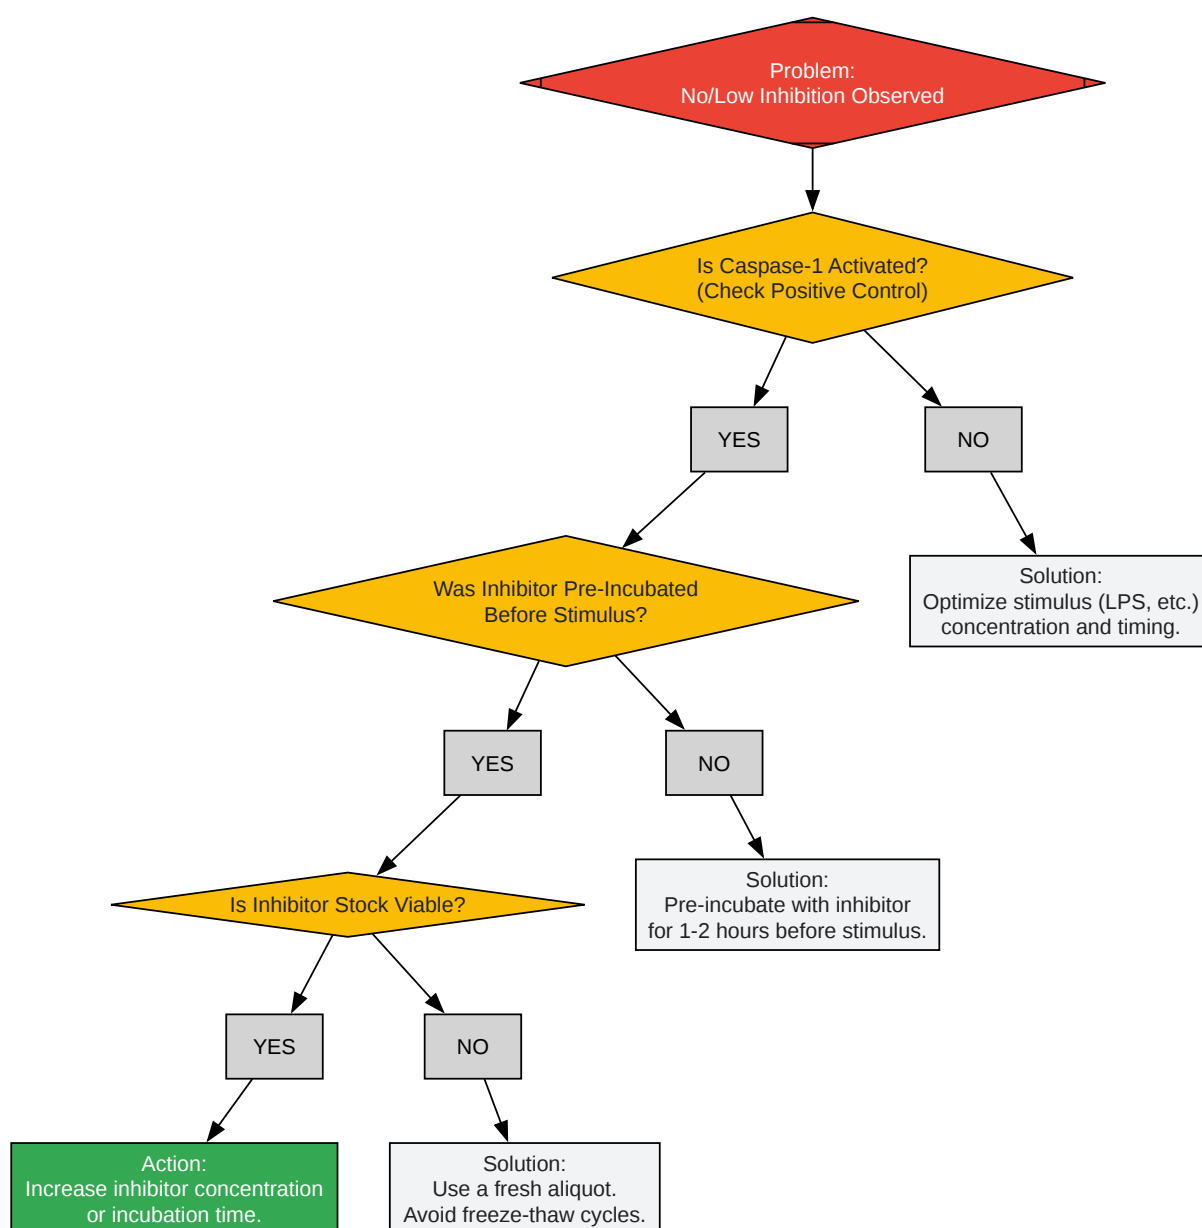 Problem:
No/Low Inhibition Observed
Is Caspase-1 Activated?
(Check Positive Control)
YES
NO
Solution:
Optimize stimulus (LPS, etc.)
concentration and timing.
Was Inhibitor Pre-Incubated
Before Stimulus?
YES
NO
Solution:
Pre-incubate with inhibitor
for 1-2 hours before stimulus.
Is Inhibitor Stock Viable?
YES
NO
Action:
Increase inhibitor concentration
or incubation time.
Solution:
Use a fresh aliquot.
Avoid freeze-thaw cycles.